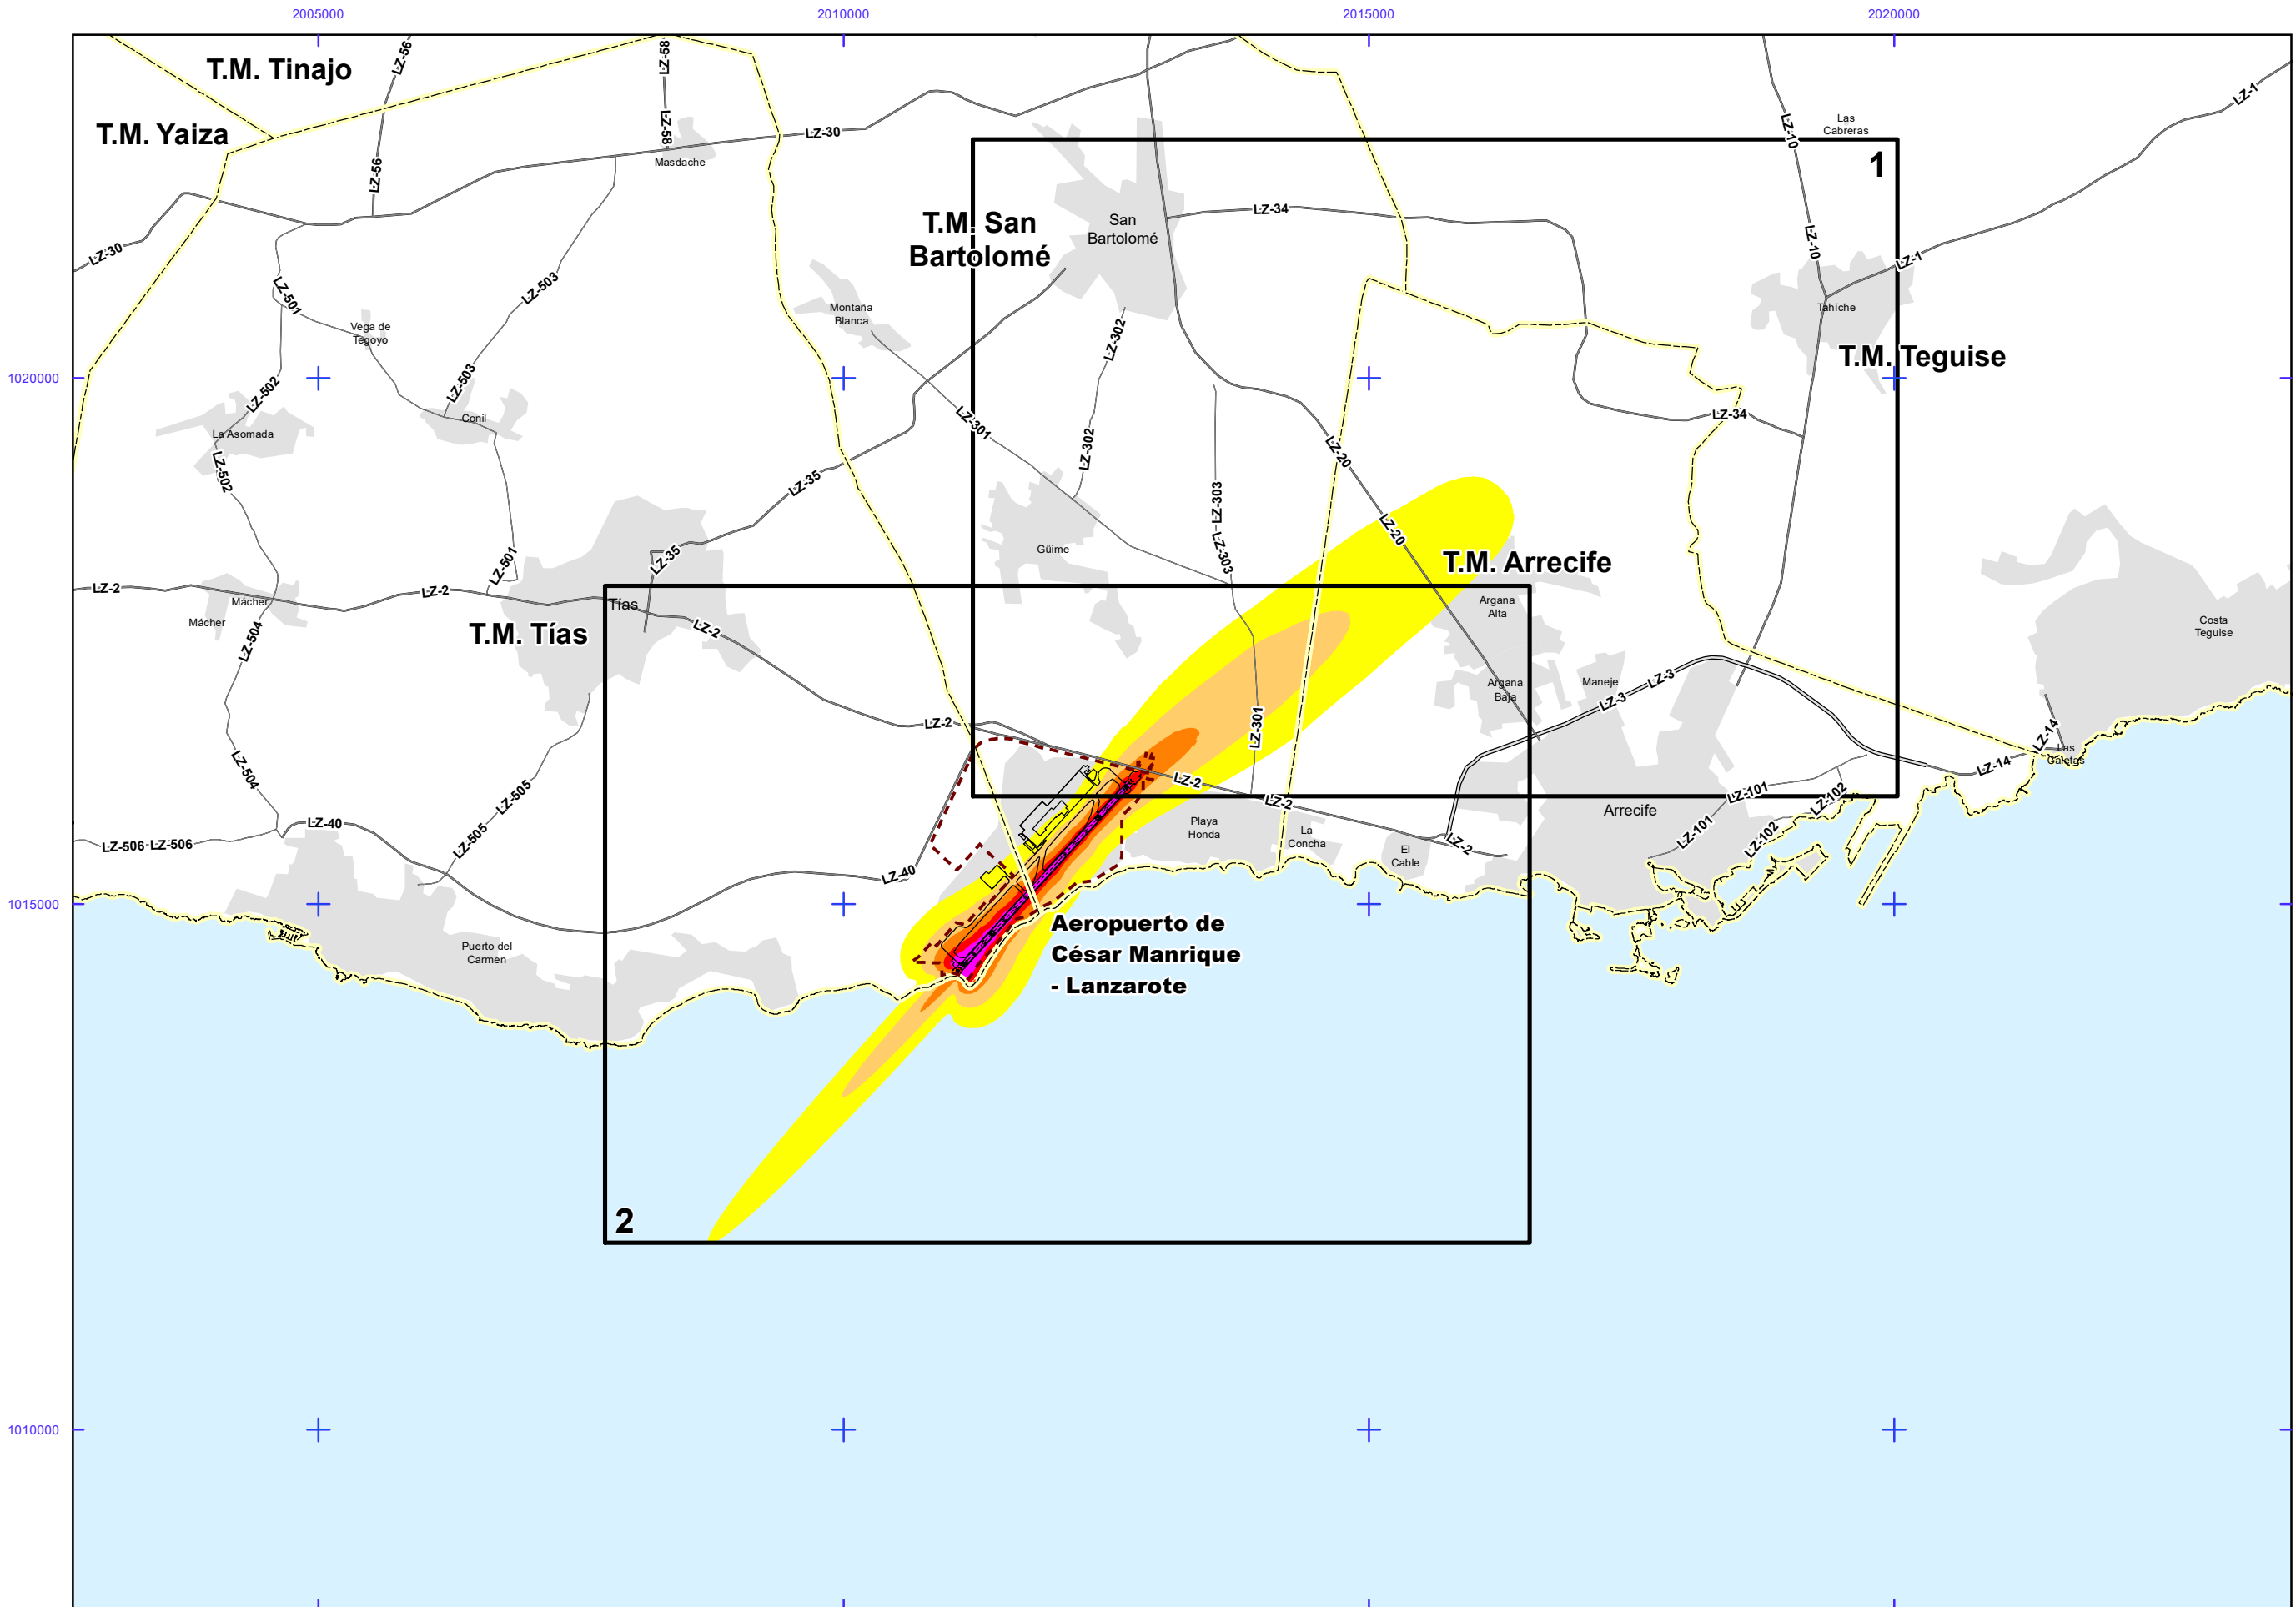 2005000
2010000
2015000
2020000
T.M. Tinajo
LZ-56
LZ-58
LZ-1
T.M. Yaiza
LZ-58
LZ-30
LZ-10
Las
Cabreras
Masdache
1
LZ-56
T.M. San
Bartolomé
San
Bartolomé
LZ-34
LZ-10
LZ-30
LZ-1
LZ-501
LZ-503
Montaña
Blanca
Tahíche
Vega de
Tegoyo
LZ-302
T.M. Teguise
1020000
LZ-502
LZ-503
Conil
LZ-301
LZ-34
La Asomada
LZ-302
LZ-20
LZ-502
LZ-35
LZ-303
LZ-20
Güime
LZ-303
LZ-35
LZ-501
T.M. Arrecife
LZ-2
LZ-2
Mácher
Tías
Argana
Alta
Mácher
LZ-504
T.M. Tías
LZ-2
Costa
Teguise
Argana
Baja
Maneje
LZ-3
LZ-3
LZ-2
LZ-301
LZ-14
Las
Caletas
LZ-504
LZ-2
LZ-14
LZ-505
LZ-2
LZ-101
LZ-102
Arrecife
LZ-40
Playa
Honda
La
Concha
LZ-101
LZ-102
LZ-506
LZ-506
LZ-505
El
Cable
LZ-2
LZ-40
1015000
Aeropuerto de
César Manrique
- Lanzarote
Puerto del
Carmen
2
1010000